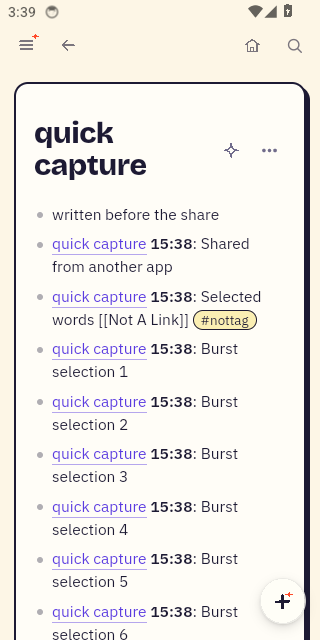 3:39
quick
capture
written before the share
quick capture 15:38: Shared
from another app
quick capture 15:38: Selected
words [[Not A Link]] #nottag
quick capture 15:38: Burst
selection 1
quick capture 15:38: Burst
selection 2
quick capture 15:38: Burst
selection 3
quick capture 15:38: Burst
selection 4
quick capture 15:38: Burst
selection 5
quick capture 15:38: Burst
selection 6